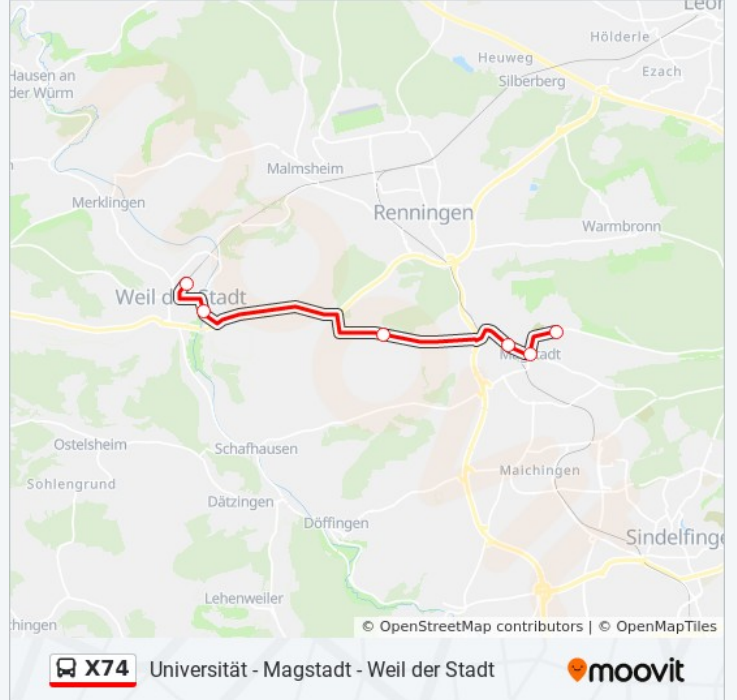 Leon
Hölderle
Heuweg
Ezach
Silberberg
Hausen an
der Würm
Malmsheim
Merklingen
Renningen
Warmbronn
Weil der Stadt
Magstadt
Ostelsheim
Schafhausen
Maichingen
Sohlengrund
Dätzingen
Döffingen
Sindelfinge
Lehenweiler
chingen
© OpenStreetMap contributors | © OpenMapTiles
X74 Universität - Magstadt - Weil der Stadt
moovit